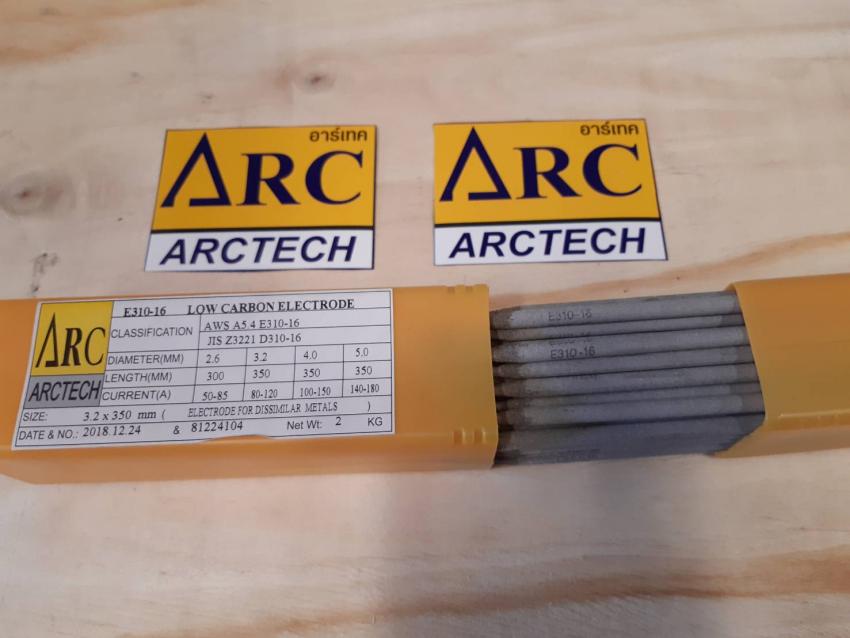 อาร์เทค
ARC
ARCTECH
อาร์เทค
ARC
ARCTECH
ARC
ARCTECH
E310-16 LOW CARBON ELECTRODE
CLASSIFICATION AWS A5.4 E310-16
JIS Z3221 D310-16
DIAMETER(MM) 2.6 3.2 4.0 5.0
LENGTH(MM) 300 350 350 350
CURRENT(A) 50-85 80-120 100-150 140-180
SIZE: 3.2 x 350 mm ( ELECTRODE FOR DISSIMILAR METALS )
DATE & NO.: 2018.12.24 & 81224104 Net Wt: 2 KG
E310-16
E310-16
E310-16